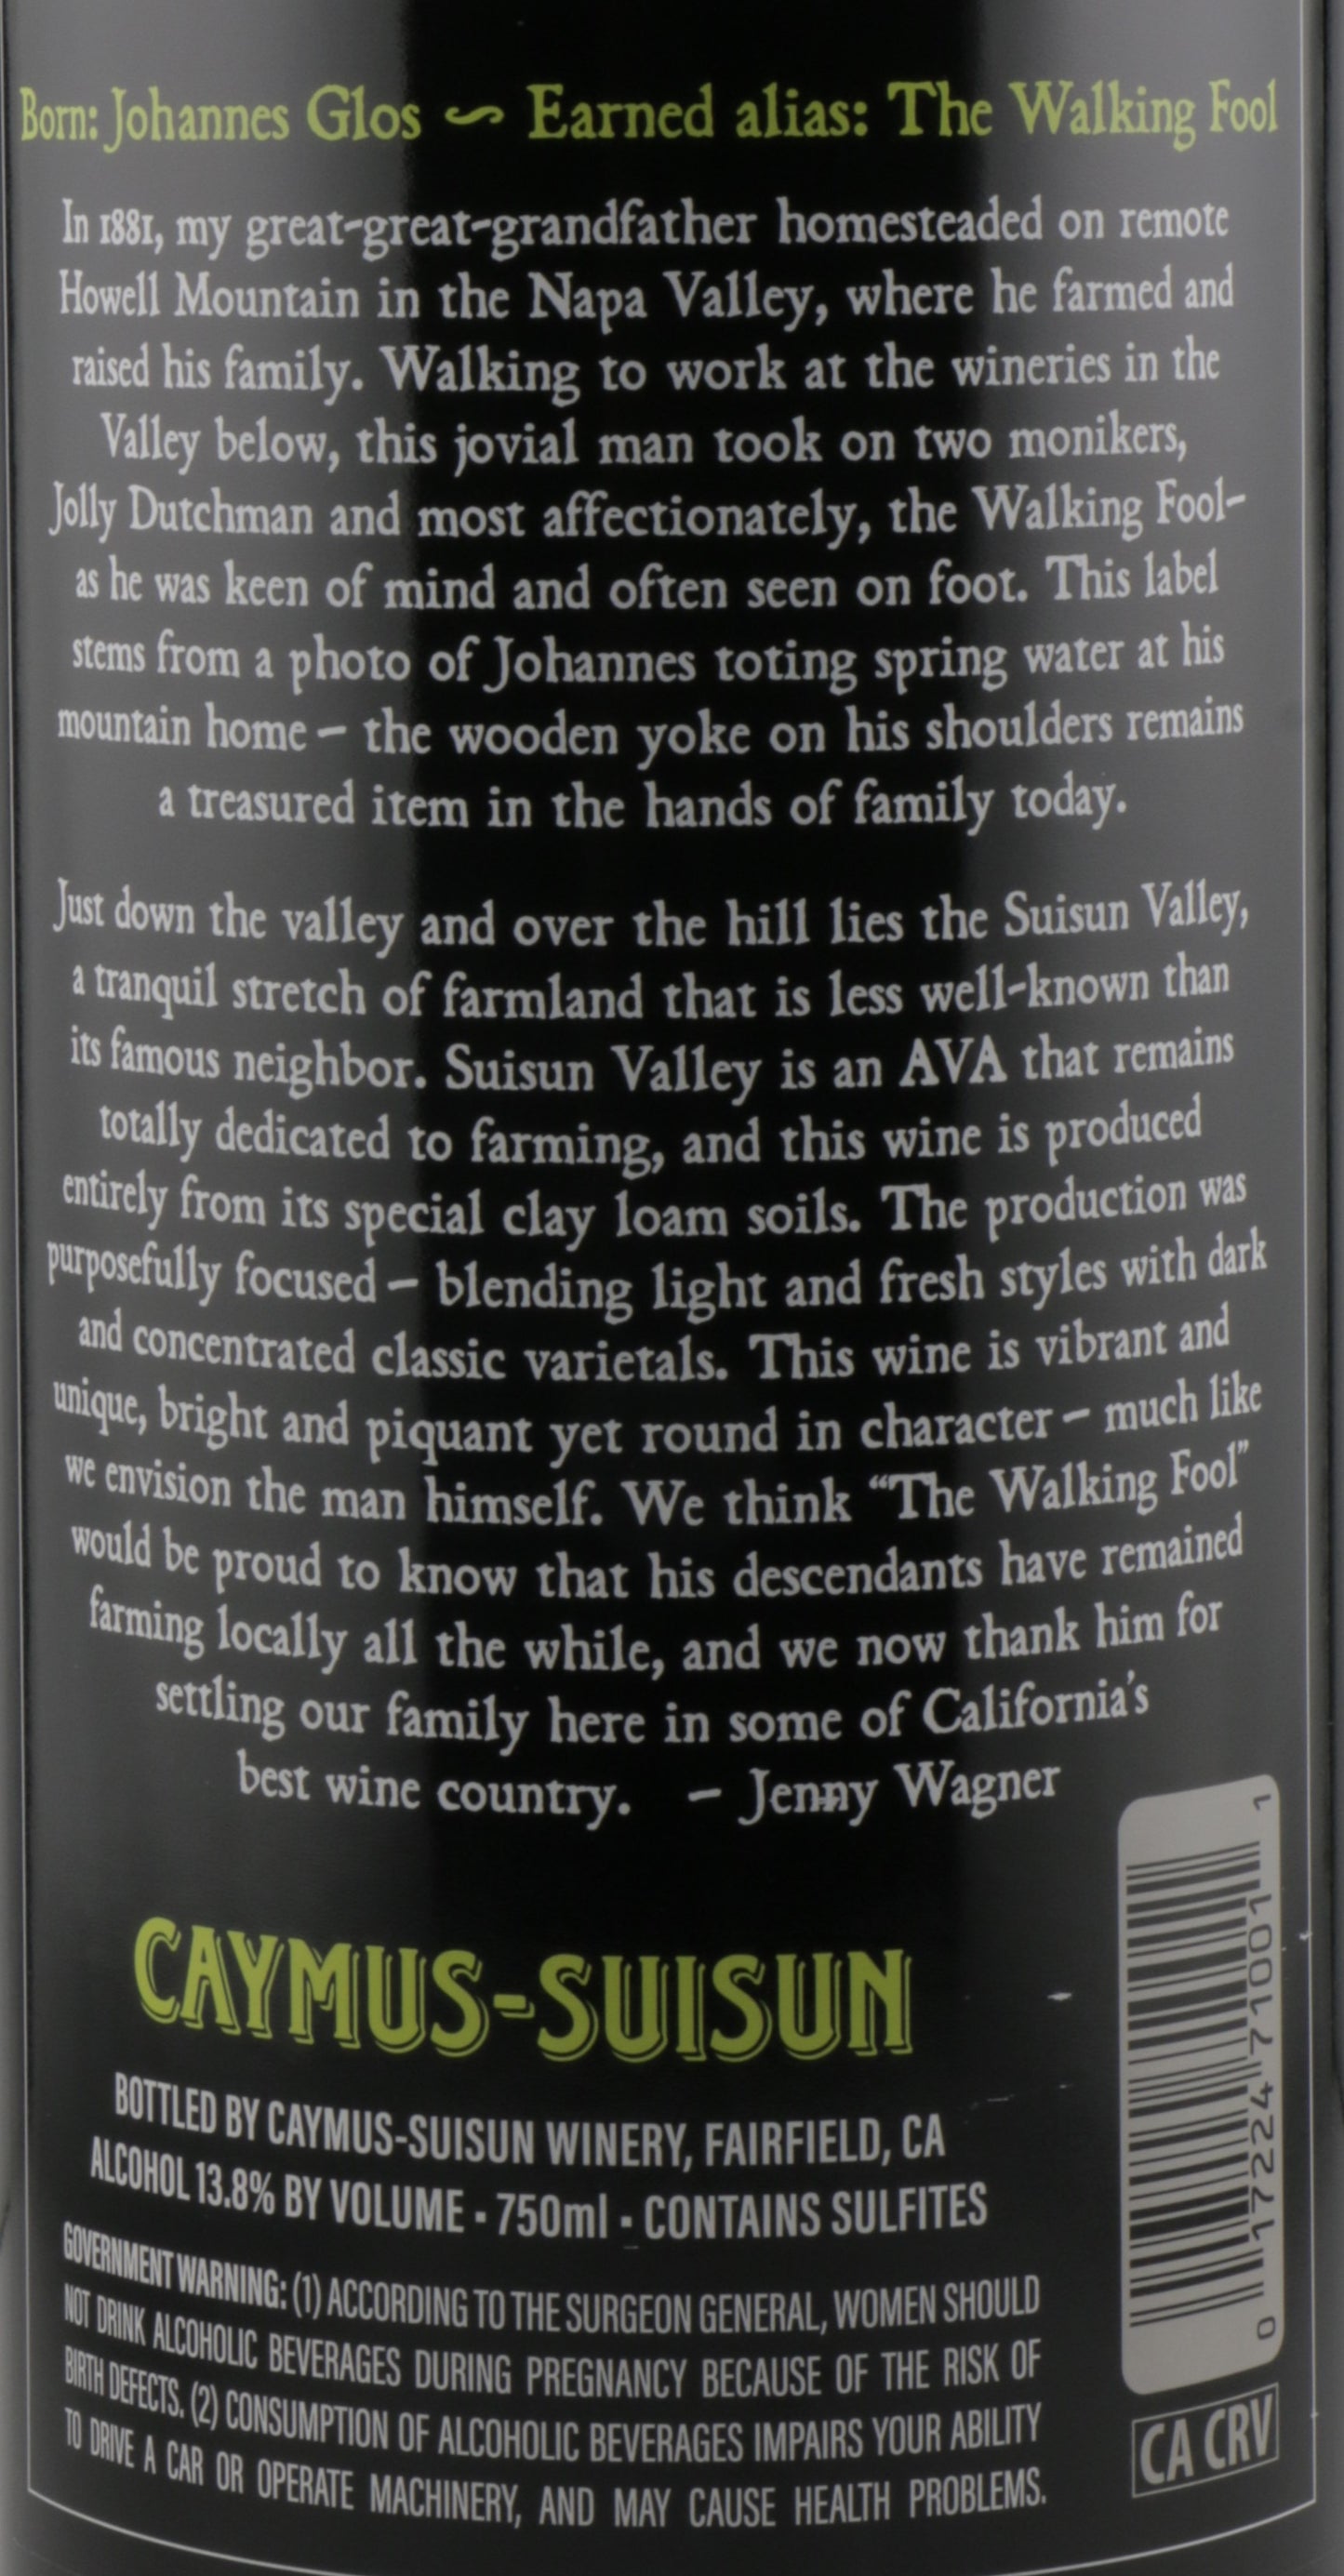 Born: Johannes Glos ~ Earned alias: The Walking Fool
In 1881, my great-great-grandfather homesteaded on remote
Howell Mountain in the Napa Valley, where he farmed and
raised his family. Walking to work at the wineries in the
Valley below, this jovial man took on two monikers,
Jolly Dutchman and most affectionately, the Walking Fool-
as he was keen of mind and often seen on foot. This label
stems from a photo of Johannes toting spring water at his
mountain home – the wooden yoke on his shoulders remains
a treasured item in the hands of family today.
Just down the valley and over the hill lies the Suisun Valley,
a tranquil stretch of farmland that is less well-known than
its famous neighbor. Suisun Valley is an AVA that remains
totally dedicated to farming, and this wine is produced
entirely from its special clay loam soils. The production was
purposefully focused – blending light and fresh styles with dark
and concentrated classic varietals. This wine is vibrant and
unique, bright and piquant yet round in character – much like
we envision the man himself. We think “The Walking Fool”
would be proud to know that his descendants have remained
farming locally all the while, and we now thank him for
settling our family here in some of California's
best wine country. – Jenny Wagner
CAYMUS-SUISUN
BOTTLED BY CAYMUS-SUISUN WINERY, FAIRFIELD, CA
ALCOHOL 13.8% BY VOLUME ▪ 750ml ▪ CONTAINS SULFITES
GOVERNMENT WARNING: (1) ACCORDING TO THE SURGEON GENERAL, WOMEN SHOULD
NOT DRINK ALCOHOLIC BEVERAGES DURING PREGNANCY BECAUSE OF THE RISK OF
BIRTH DEFECTS. (2) CONSUMPTION OF ALCOHOLIC BEVERAGES IMPAIRS YOUR ABILITY
TO DRIVE A CAR OR OPERATE MACHINERY, AND MAY CAUSE HEALTH PROBLEMS.
0 17224 71001 1
CA CRV